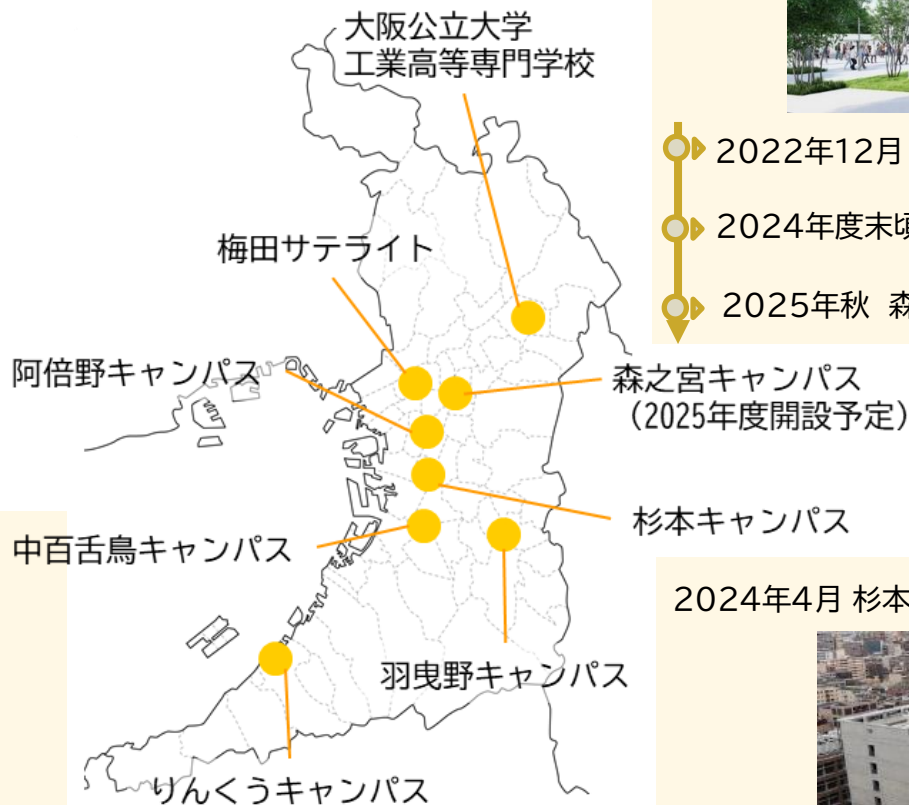 大阪公立大学
工業高等専門学校
梅田サテライト
阿倍野キャンパス
森之宮キャンパス
（2025年度開設予定）
杉本キャンパス
中百舌鳥キャンパス
羽曳野キャンパス
りんくうキャンパス
2022年12月
2024年度末頃
2025年秋 森
2024年4月 杉本